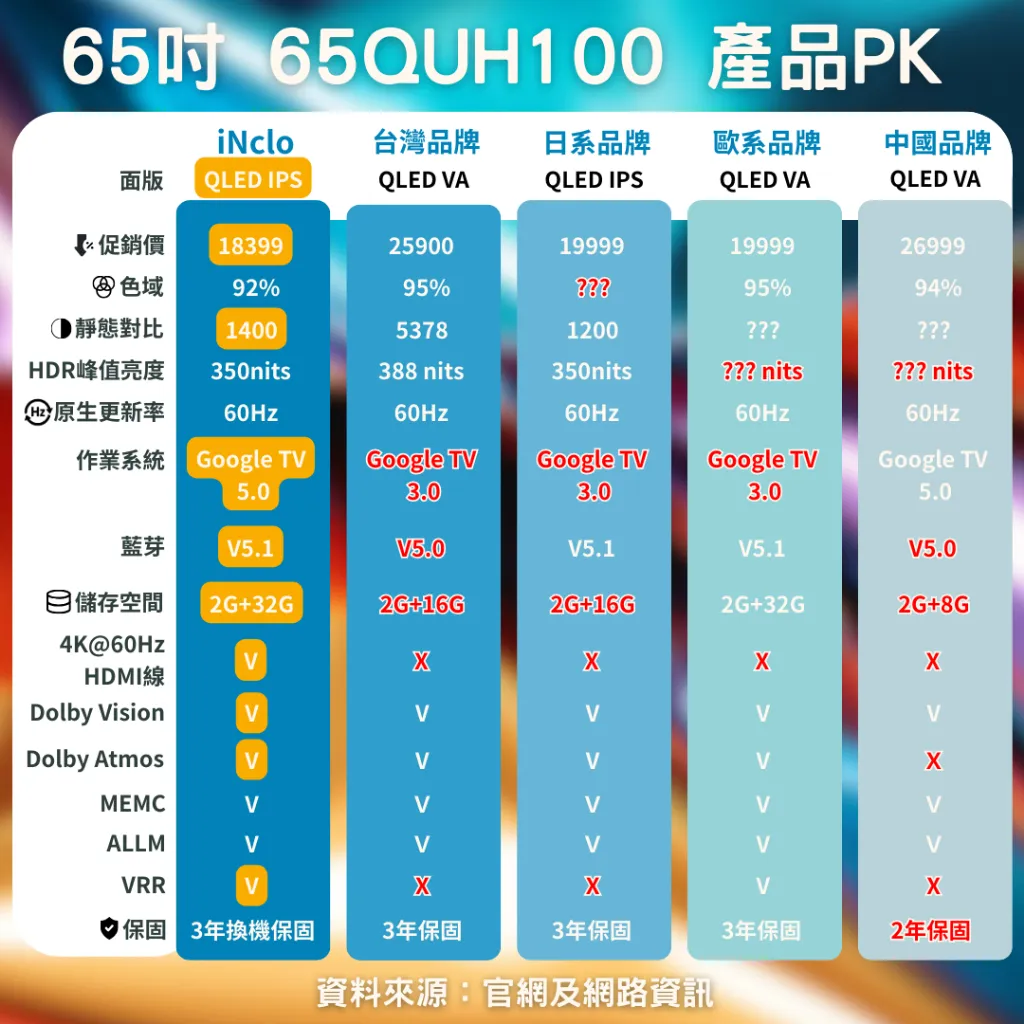 65吋 65QUH100 產品PK
iNclo 台灣品牌 日系品牌 歐系品牌 中國品牌
面版 QLED IPS QLED VA QLED IPS QLED VA QLED VA
促銷價 18399 25900 19999 19999 26999
色域 92% 95% ??? 95% 94%
靜態對比 1400 5378 1200 ??? ???
HDR峰值亮度 350nits 388 nits 350nits ??? nits ??? nits
Hz 原生更新率 60Hz 60Hz 60Hz 60Hz 60Hz
作業系統 Google TV Google TV Google TV Google TV Google TV
5.0 3.0 3.0 3.0 5.0
藍芽 V5.1 V5.0 V5.1 V5.1 V5.0
儲存空間 2G+32G 2G+16G 2G+16G 2G+32G 2G+8G
4K@60Hz
HDMI線 V X X X X
Dolby Vision V V V V V
Dolby Atmos V V V V X
MEMC V V V V V
ALLM V V V V V
VRR V X X V X
保固 3年換機保固 3年保固 3年保固 3年保固 2年保固
資料來源：官網及網路資訊